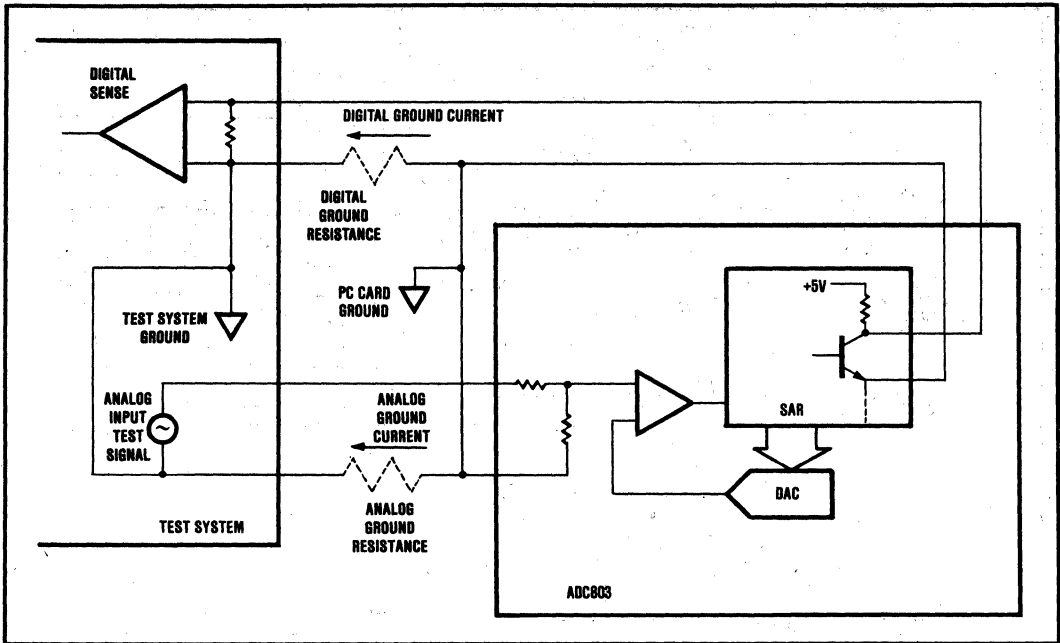 DIGITAL
SENSE
DIGITAL GROUND CURRENT
DIGITAL
GROUND
RESISTANCE
TEST SYSTEM
GROUND
PC CARD
GROUND
+5V
SAR
ANALOG
INPUT
TEST
SIGNAL
ANALOG
GROUND
CURRENT
ANALOG
GROUND
RESISTANCE
DAC
TEST SYSTEM
ADC803